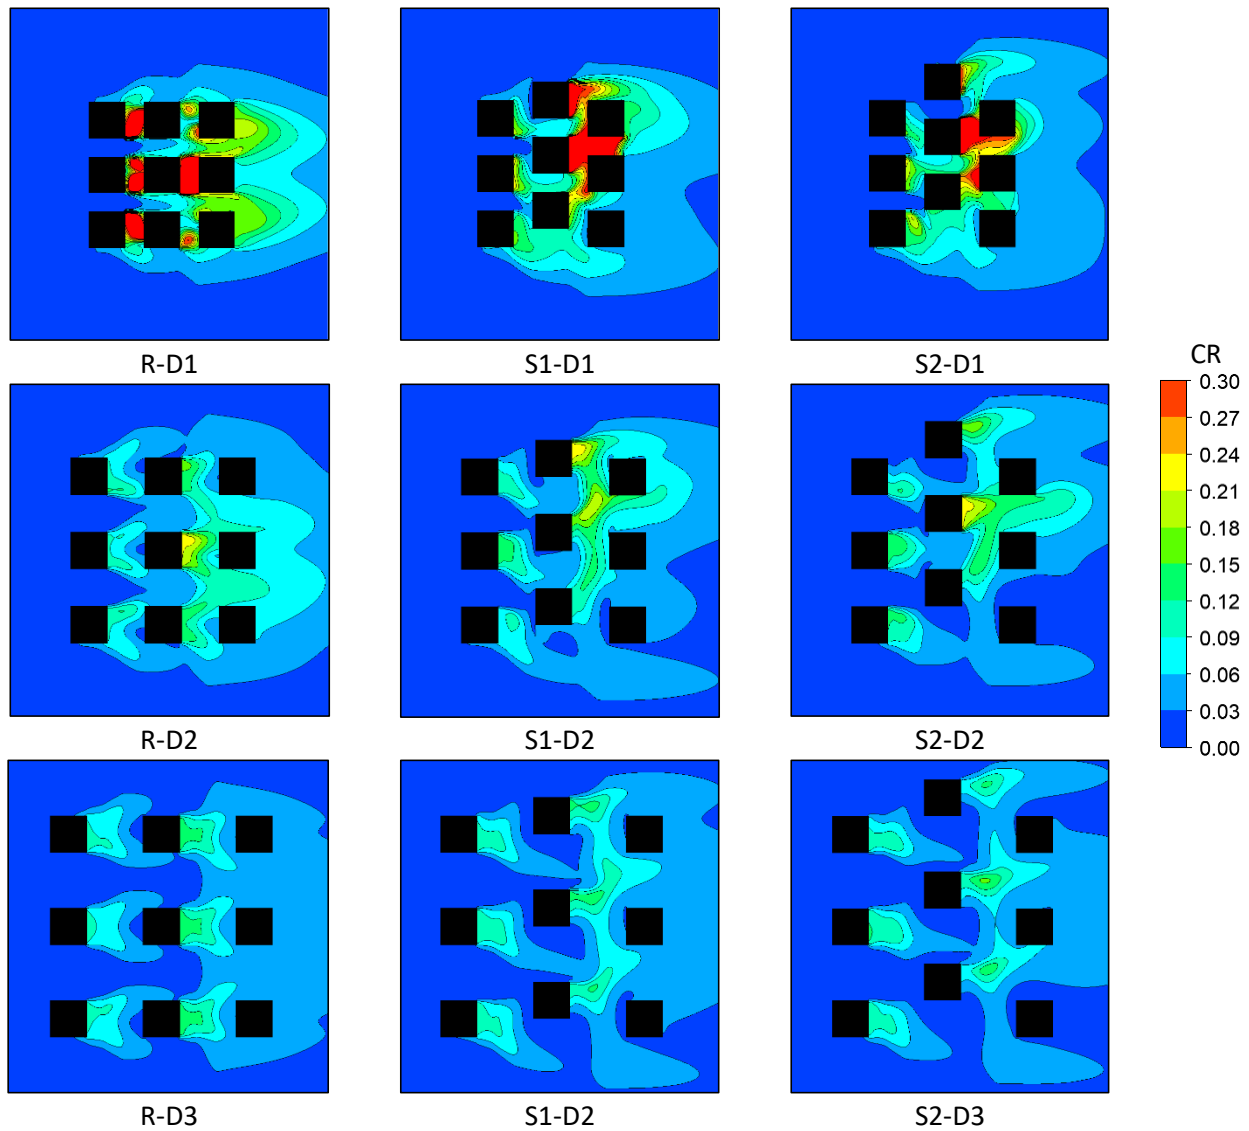 R-D1
S1-D1
S2-D1
CR
0.30
0.27
0.24
0.21
0.18
0.15
0.12
0.09
0.06
0.03
0.00
R-D2
S1-D2
S2-D2
R-D3
S1-D2
S2-D3